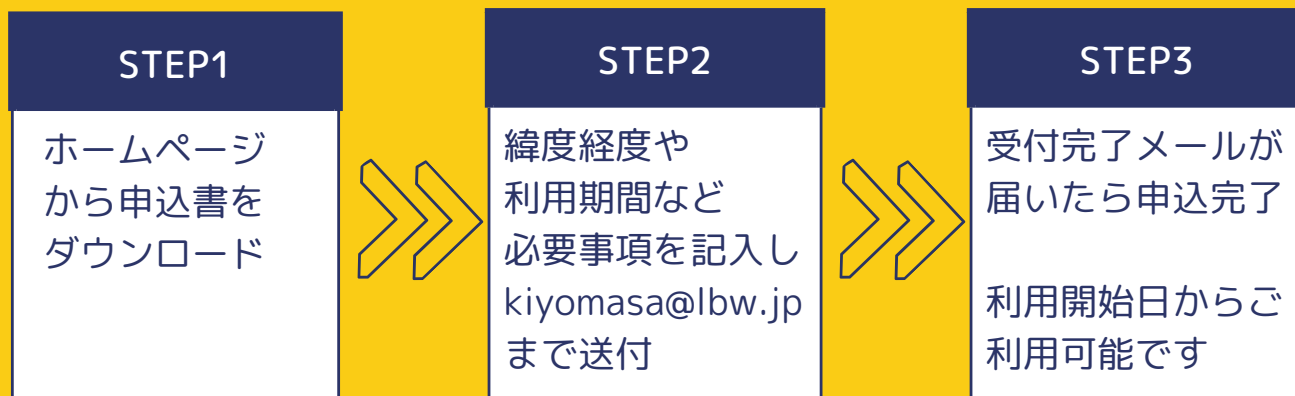 STEP1
ホームページ
から申込書を
ダウンロード
STEP2
緯度経度や
利用期間など
必要事項を記入し
kiyomasa@lbw.jp
まで送付
STEP3
受付完了メールが
届いたら申込完了
利用開始日からご
利用可能です